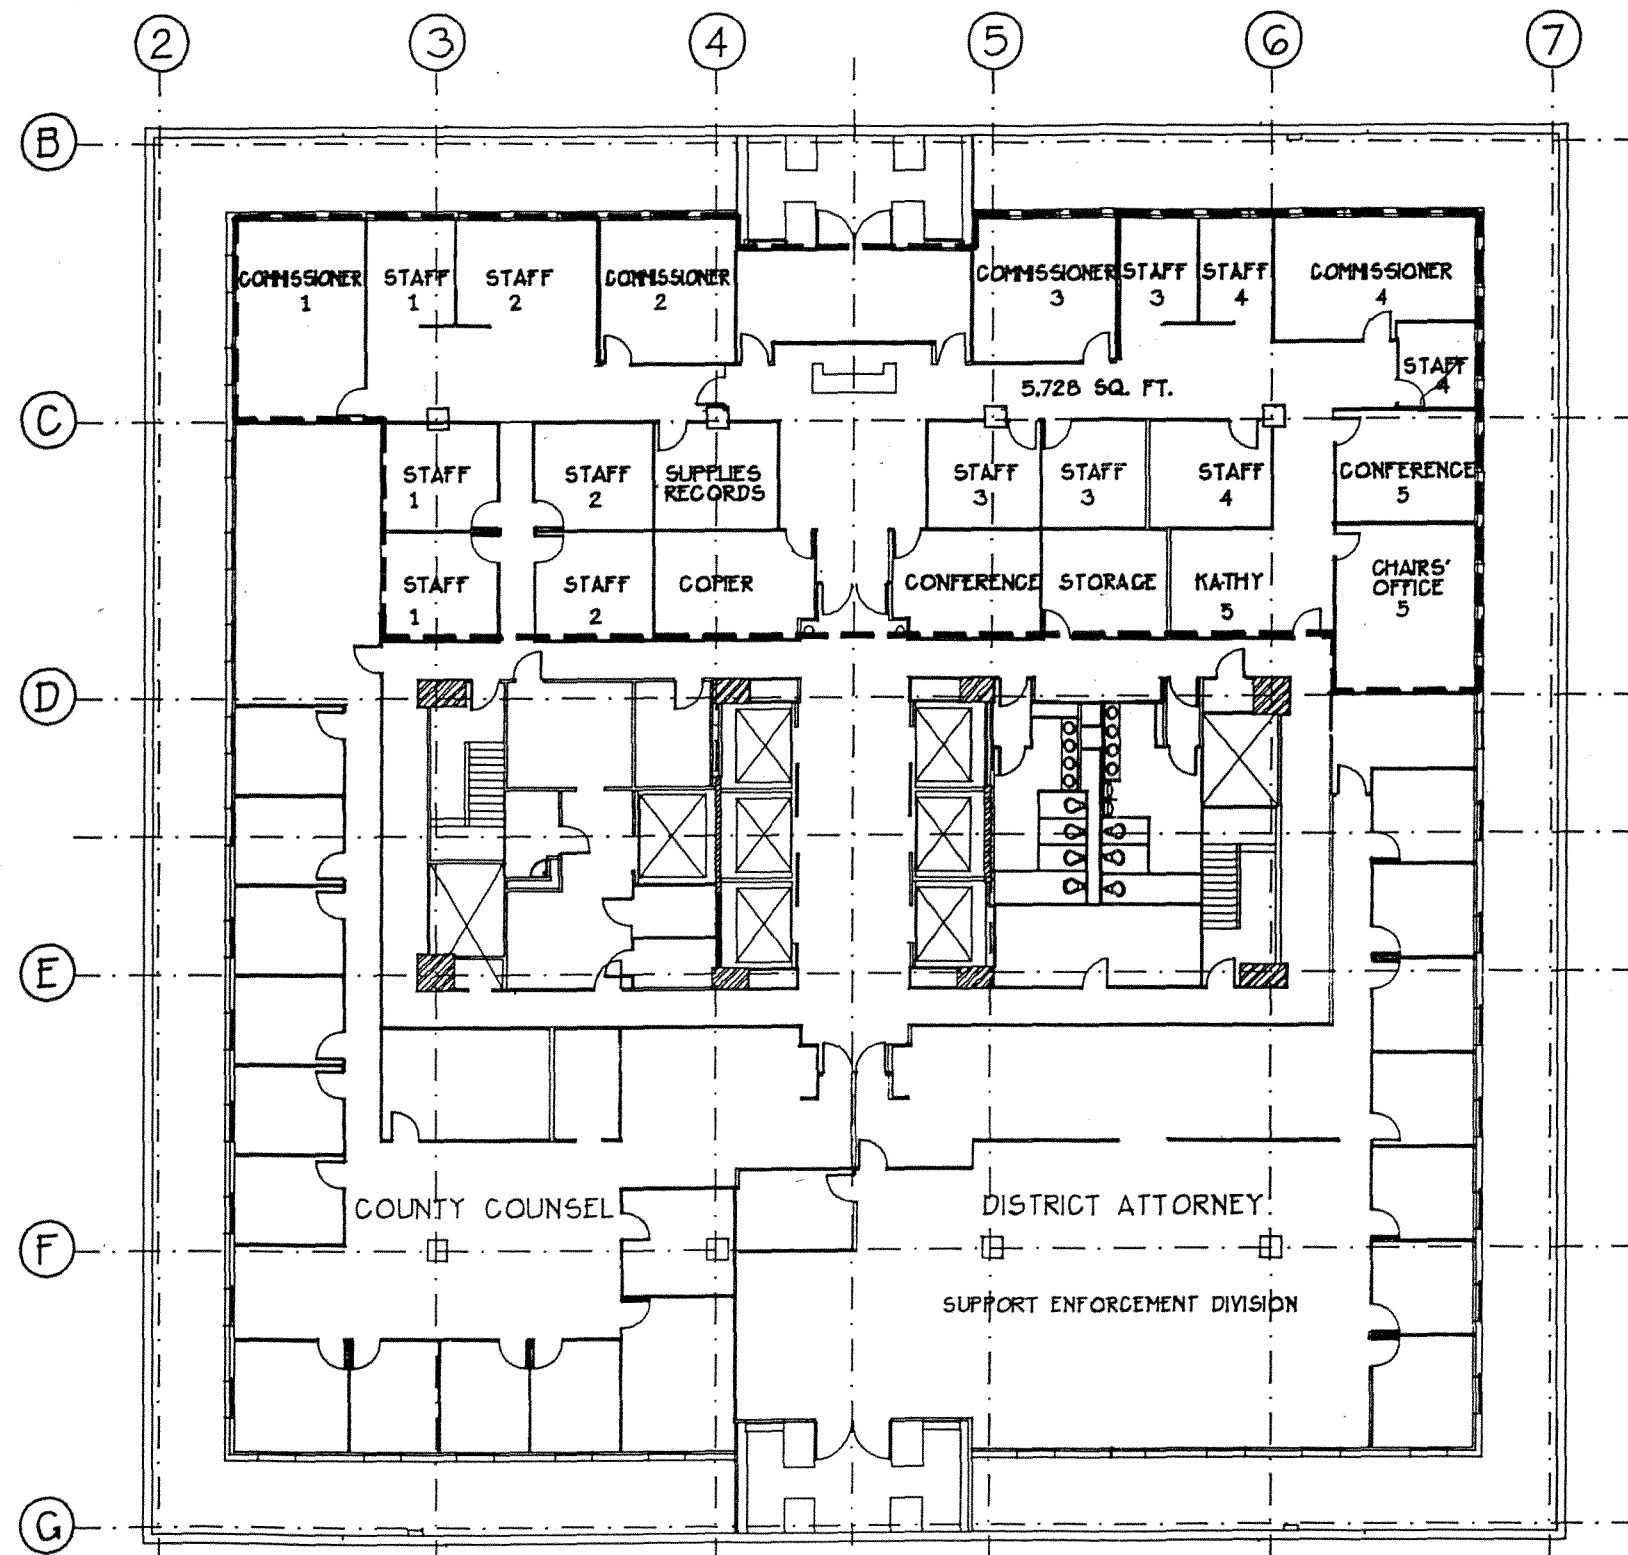 2 3 4 5 6 7
B
COMMISSIONER
1
STAFF
1
STAFF
2
COMMISSIONER
2
COMMISSIONER
3
STAFF
3
STAFF
4
COMMISSIONER
4
STAFF
4
5,728 SQ. FT.
C
STAFF
1
STAFF
2
SUPPLIES
RECORDS
STAFF
3
STAFF
3
STAFF
4
CONFERENCE
5
STAFF
1
STAFF
2
COPIER
CONFERENCE
STORAGE
KATHY
5
CHAIRS'
OFFICE
5
D
E
COUNTY COUNSEL
DISTRICT ATTORNEY
F
SUPPORT ENFORCEMENT DIVISION
G